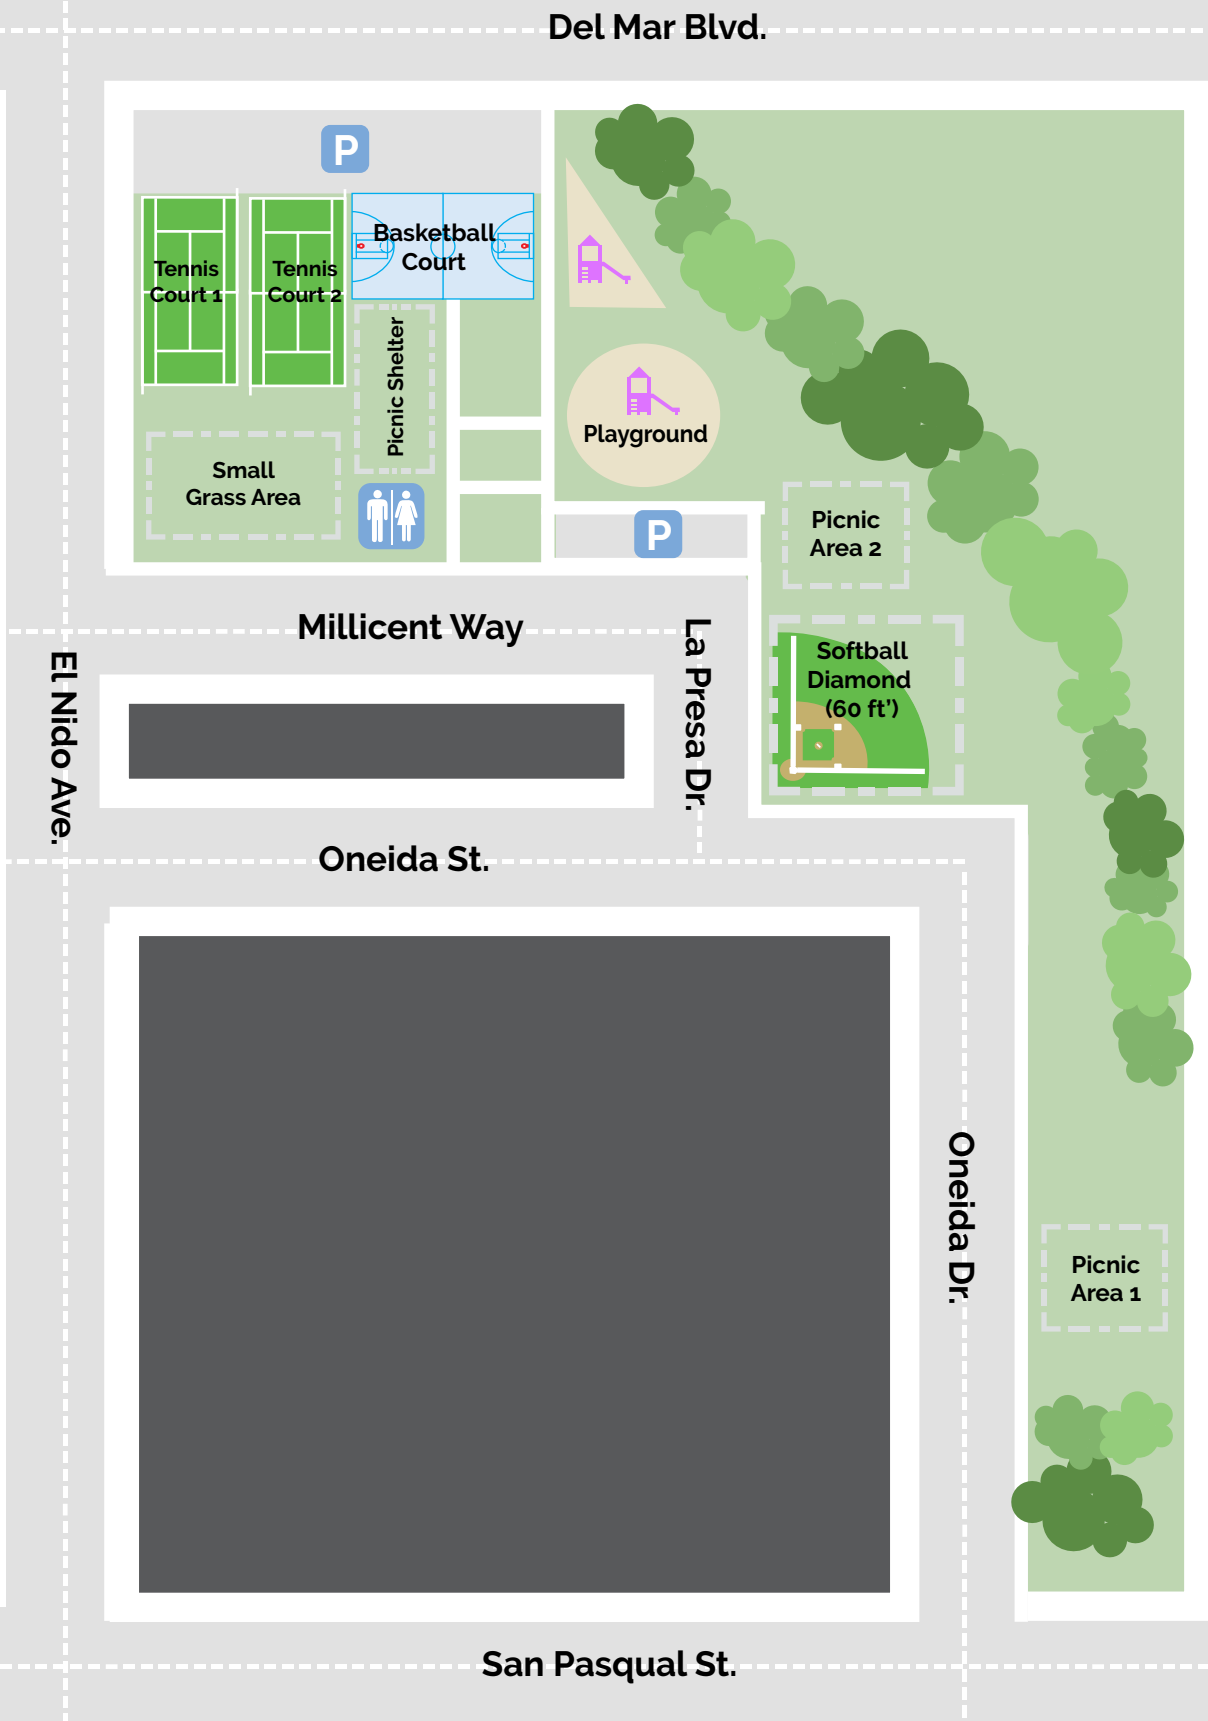 Del Mar Blvd.
P
Tennis
Court 1
Tennis
Court 2
Basketball
Court
Picnic Shelter
Small
Grass Area
Playground
P
Picnic
Area 2
Millicent Way
La Presa Dr.
Softball
Diamond
(60 ft’)
El Nido Ave.
Oneida St.
Oneida Dr.
Picnic
Area 1
San Pasqual St.